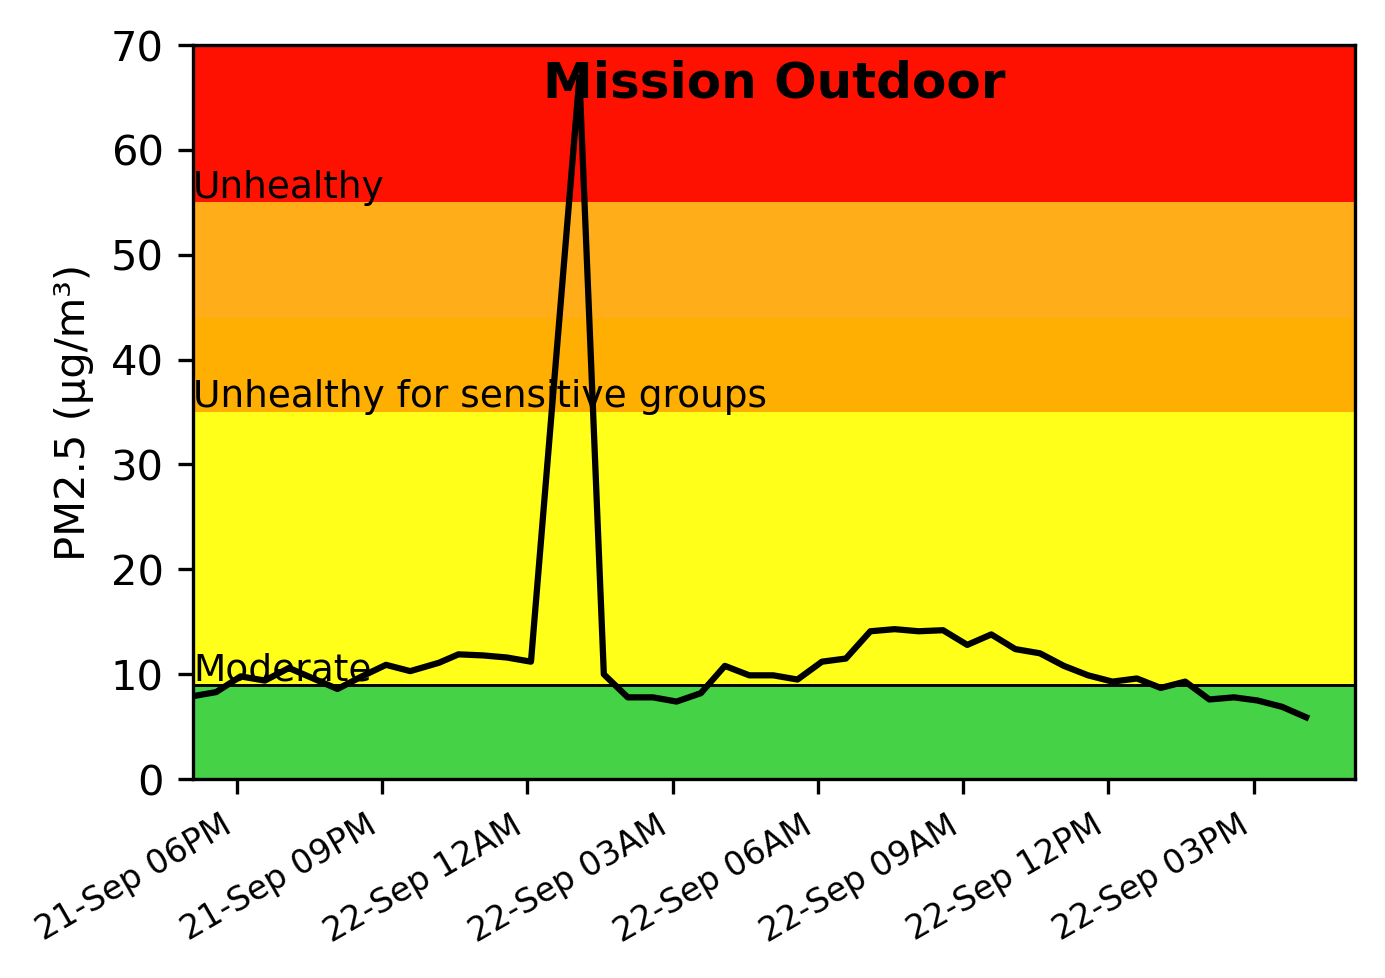 Mission Outdoor
70
60
50
40
30
20
10
0
PM2.5 (µg/m³)
Unhealthy
Unhealthy for sensitive groups
Moderate
21-Sep 06PM
21-Sep 09PM
22-Sep 12AM
22-Sep 03AM
22-Sep 06AM
22-Sep 09AM
22-Sep 12PM
22-Sep 03PM